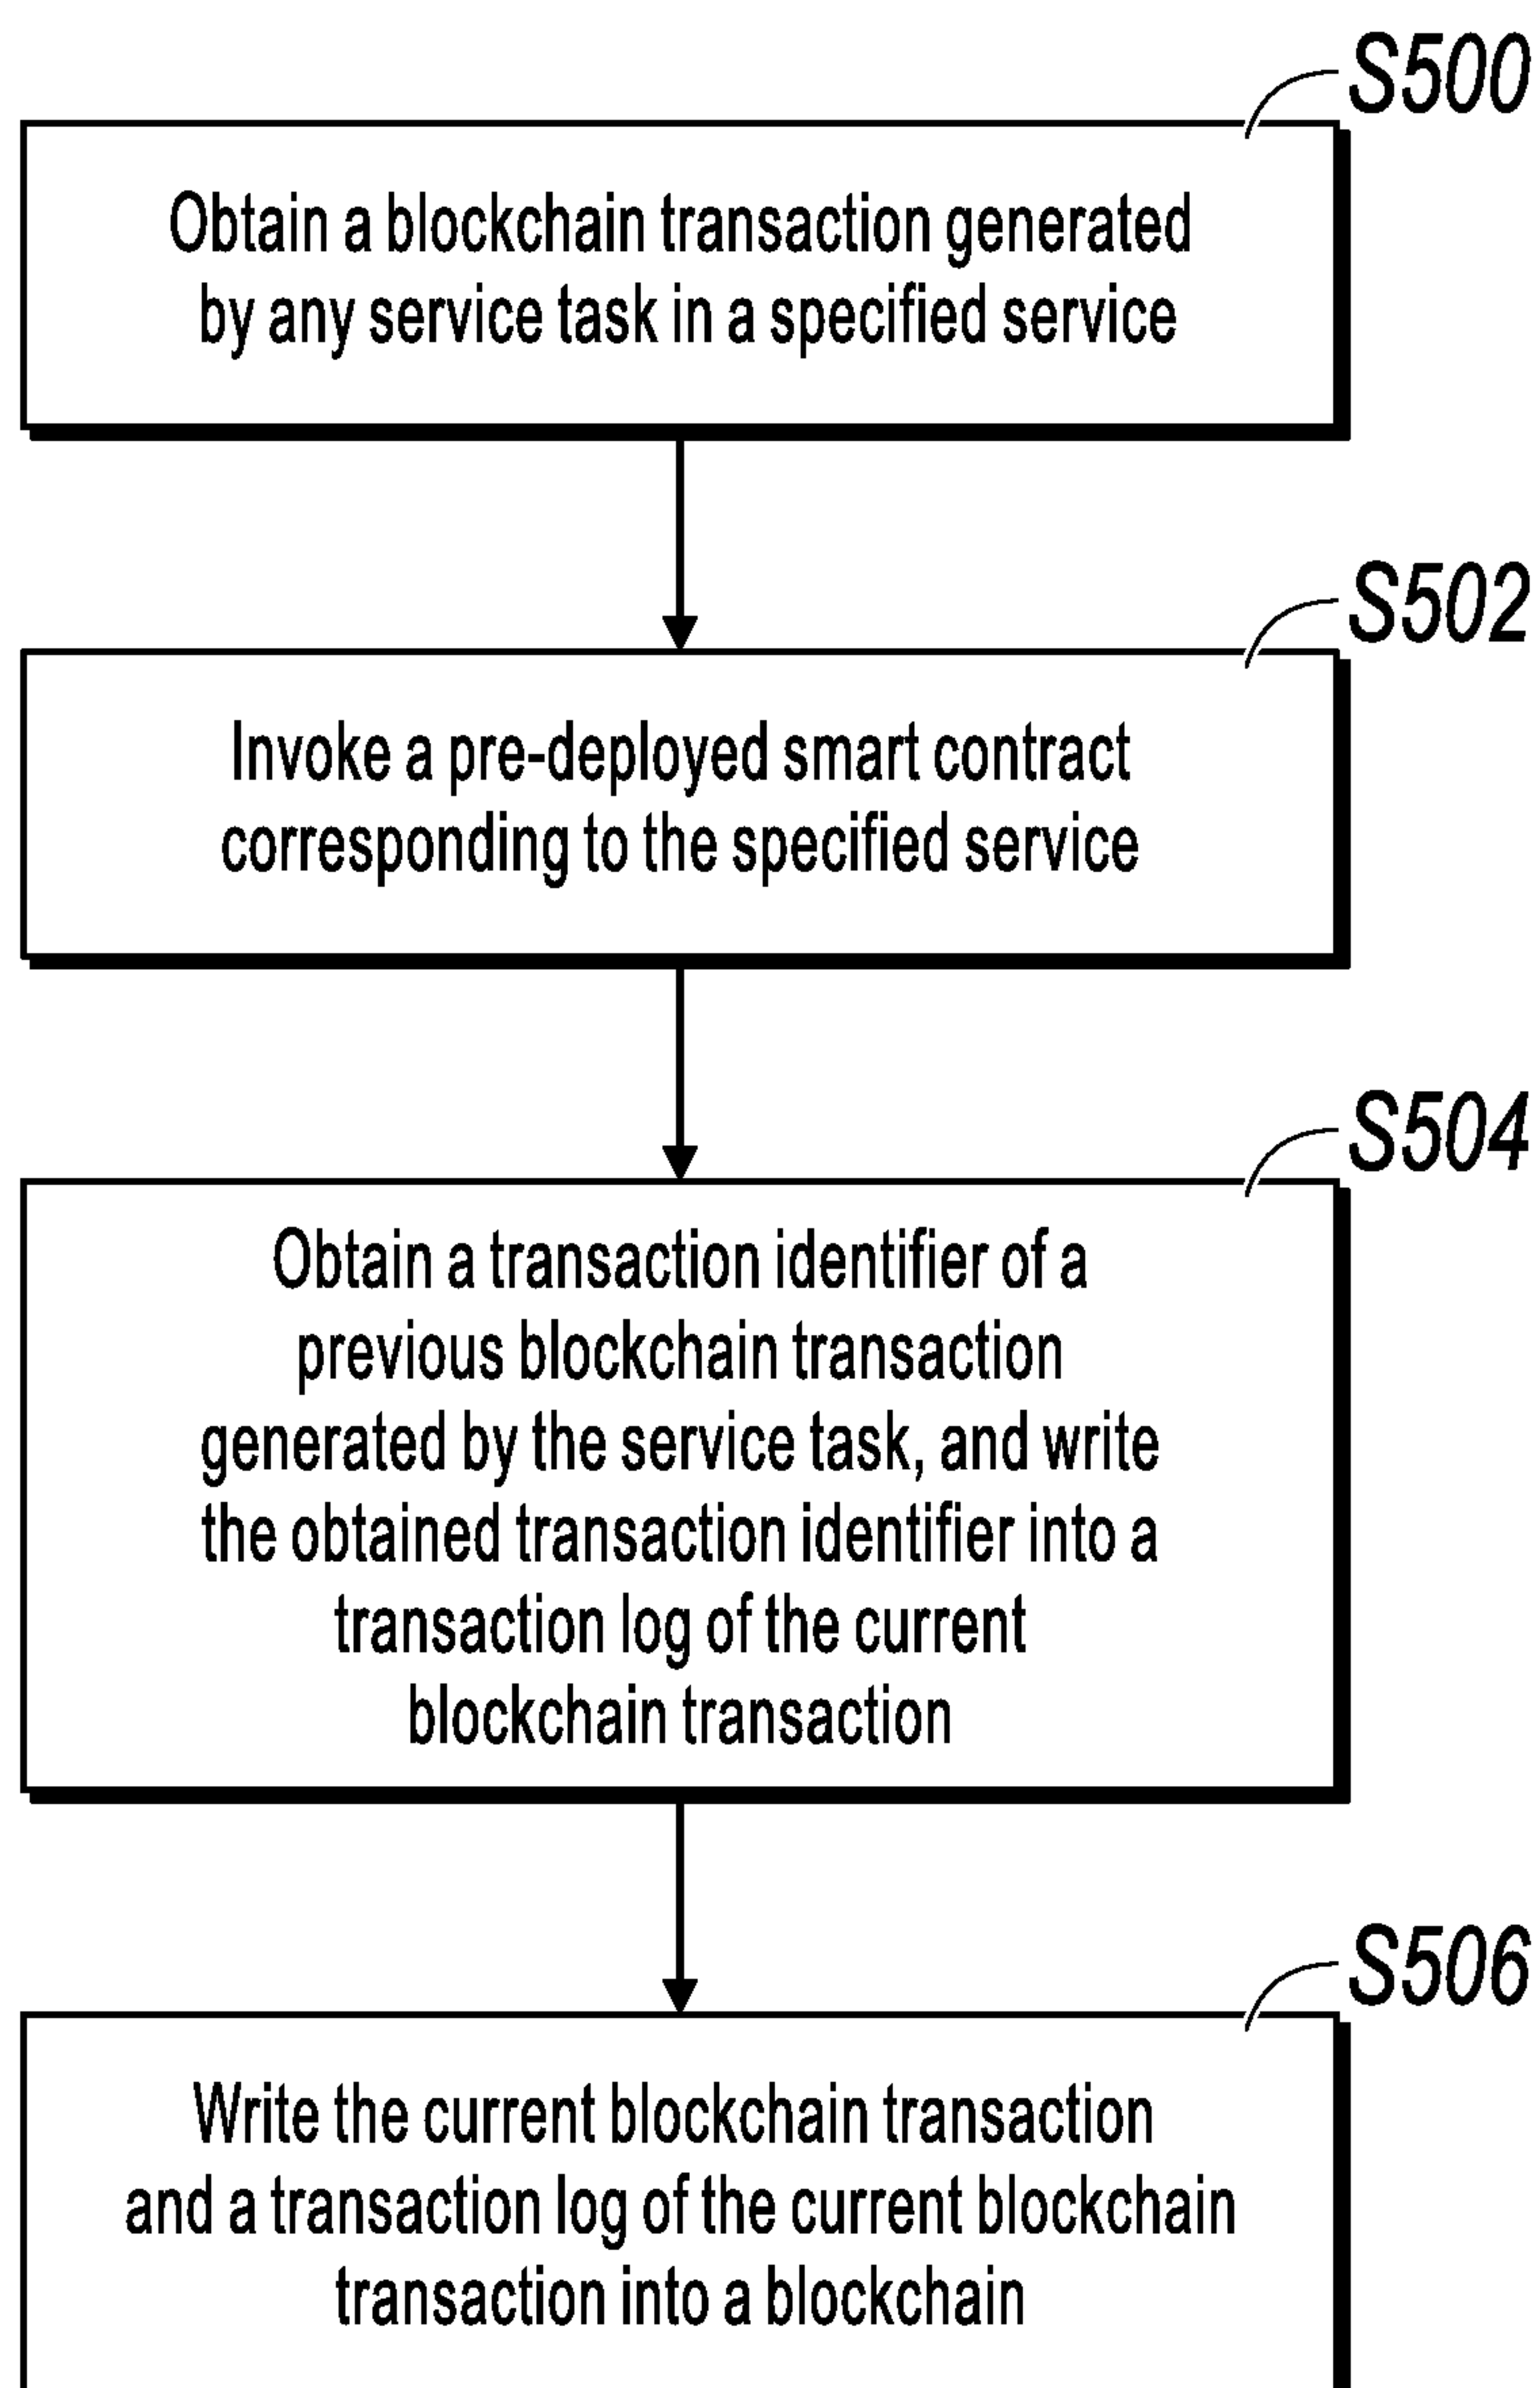 S500
Obtain a blockchain transaction generated
by any service task in a specified service
S502
Invoke a pre-deployed smart contract
corresponding to the specified service
S504
Obtain a transaction identifier of a
previous blockchain transaction
generated by the service task, and write
the obtained transaction identifier into a
transaction log of the current
blockchain transaction
S506
Write the current blockchain transaction
and a transaction log of the current blockchain
transaction into a blockchain